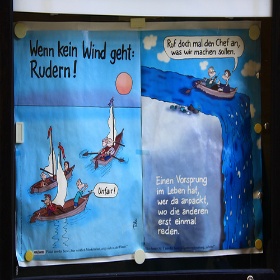 Wenn kein Wind geht:
Rudern!
Unfair!
Ruf doch mal den Chef an,
was wir machen sollen.
Einen Vorsprung
im Leben hat,
wer da anpackt,
wo die anderen
erst einmal
reden.